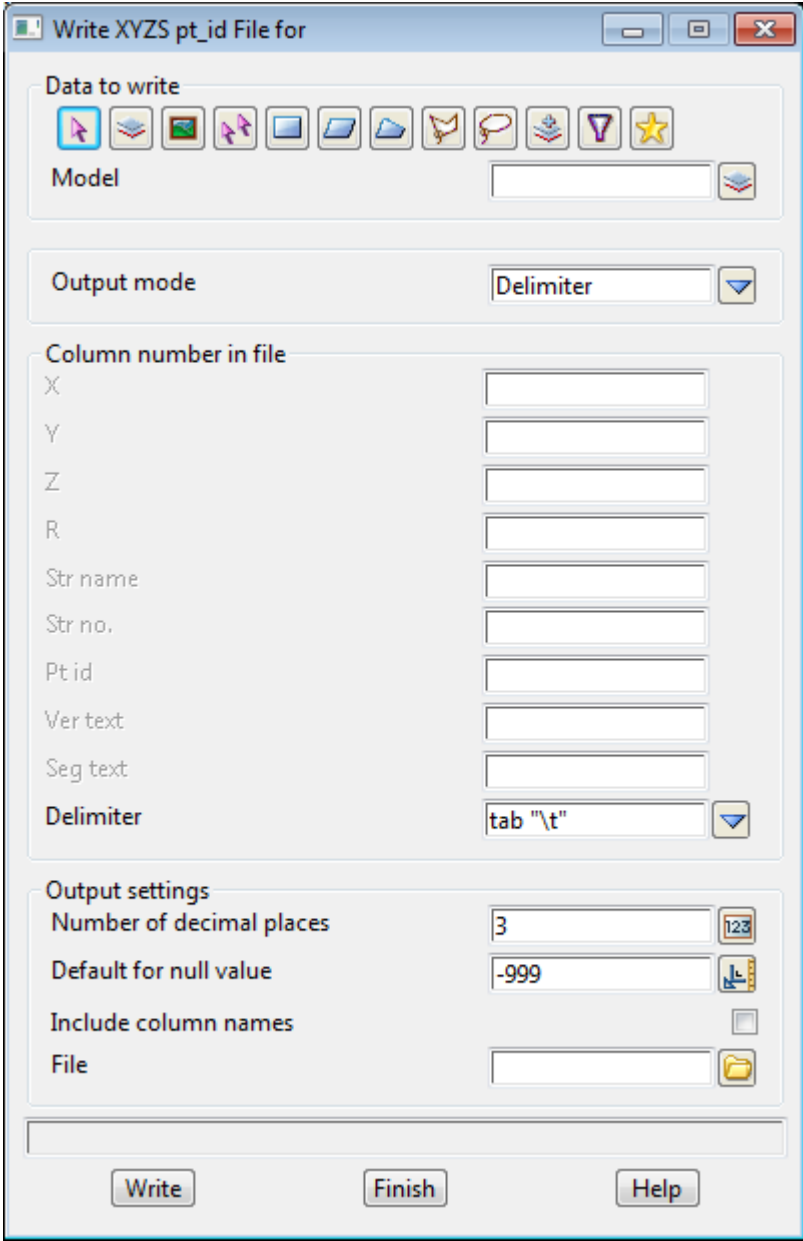 Write XYZS pt_id File for
Data to write
Model
Output mode
Delimiter
Column number in file
X
Y
Z
R
Str name
Str no.
Pt id
Ver text
Seg text
Delimiter
tab "\t"
Output settings
Number of decimal places
3
123
Default for null value
-999
Include column names
File
Write
Finish
Help